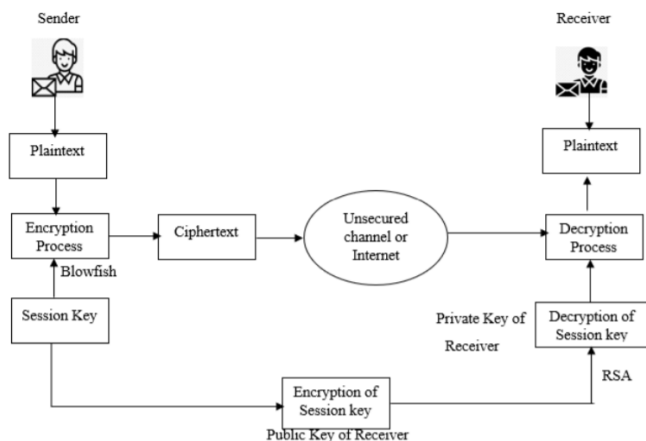 Sender
Receiver
Plaintext
Plaintext
Encryption
Process
Ciphertext
Unsecured
channel or
Internet
Decryption
Process
Blowfish
Session Key
Private Key of
Receiver
Decryption of
Session key
RSA
Encryption of
Session key
Public Key of Receiver